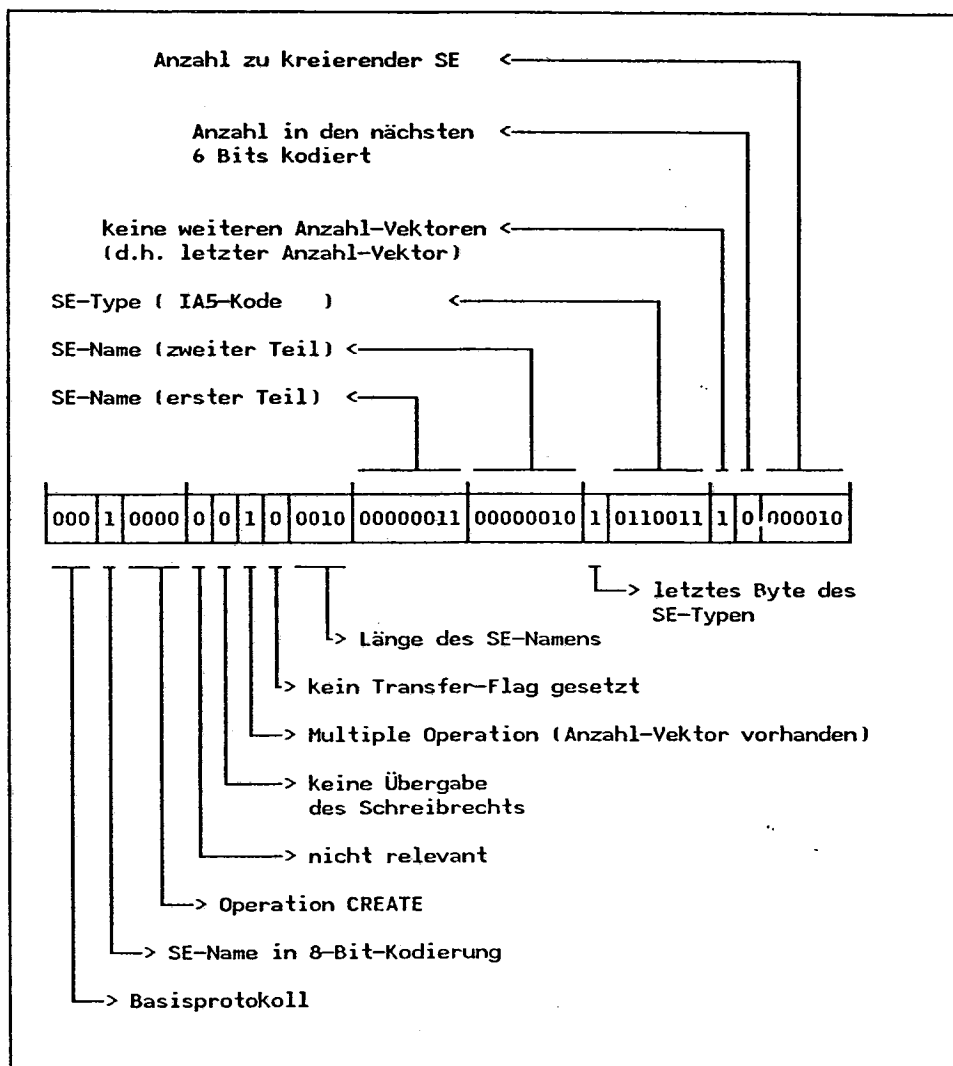 Anzahl zu kreierender SE <
Anzahl in den nächsten <
6 Bits kodiert
keine weiteren Anzahl-Vektoren <
(d.h. letzter Anzahl-Vektor)
SE-Type ( IA5-Kode ) <
SE-Name (zweiter Teil) <
SE-Name (erster Teil) <
000 1 0000 0 0 1 0 0010 00000011 00000010 1 0110011 1 0 000010
> letztes Byte des
SE-Typen
> Länge des SE-Namens
> kein Transfer-Flag gesetzt
> Multiple Operation (Anzahl-Vektor vorhanden)
> keine Übergabe
des Schreibrechts
> nicht relevant
> Operation CREATE
> SE-Name in 8-Bit-Kodierung
> Basisprotokoll